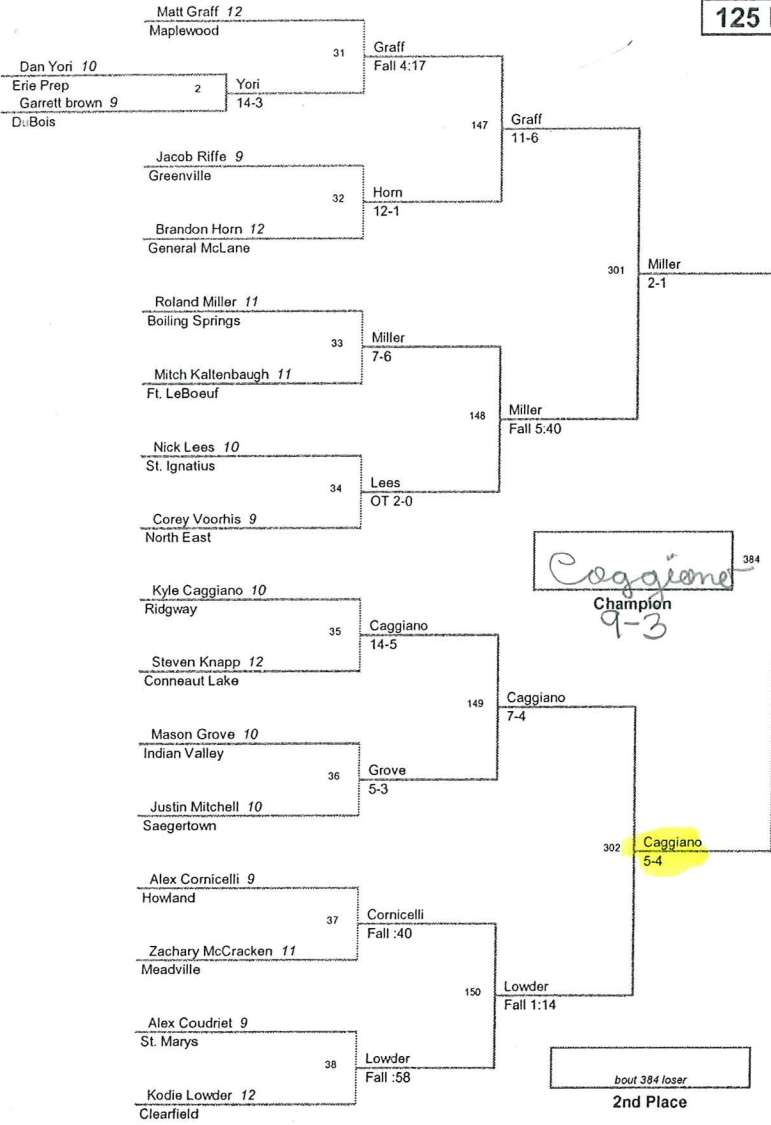 125
Matt Graff 12
Maplewood
31
Graff
Fall 4:17
Dan Yori 10
Erie Prep
2
Yori
14-3
Garrett brown 9
DuBois
147
Graff
11-6
Jacob Riffe 9
Greenville
32
Horn
12-1
Brandon Horn 12
General McLane
301
Miller
2-1
Roland Miller 11
Boiling Springs
33
Miller
7-6
Mitch Kaltenbaugh 11
Ft. LeBoeuf
148
Miller
Fall 5:40
Nick Lees 10
St. Ignatius
34
Lees
OT 2-0
Corey Voorhis 9
North East
Caggiano
384
Champion
9-3
Kyle Caggiano 10
Ridgway
35
Caggiano
14-5
Steven Knapp 12
Conneaut Lake
149
Caggiano
7-4
Mason Grove 10
Indian Valley
36
Grove
5-3
Justin Mitchell 10
Saegertown
302
Caggiano
5-4
Alex Cornicelli 9
Howland
37
Cornicelli
Fall :40
Zachary McCracken 11
Meadville
150
Lowder
Fall 1:14
Alex Coudriet 9
St. Marys
38
Lowder
Fall :58
Kodie Lowder 12
Clearfield
bout 384 loser
2nd Place